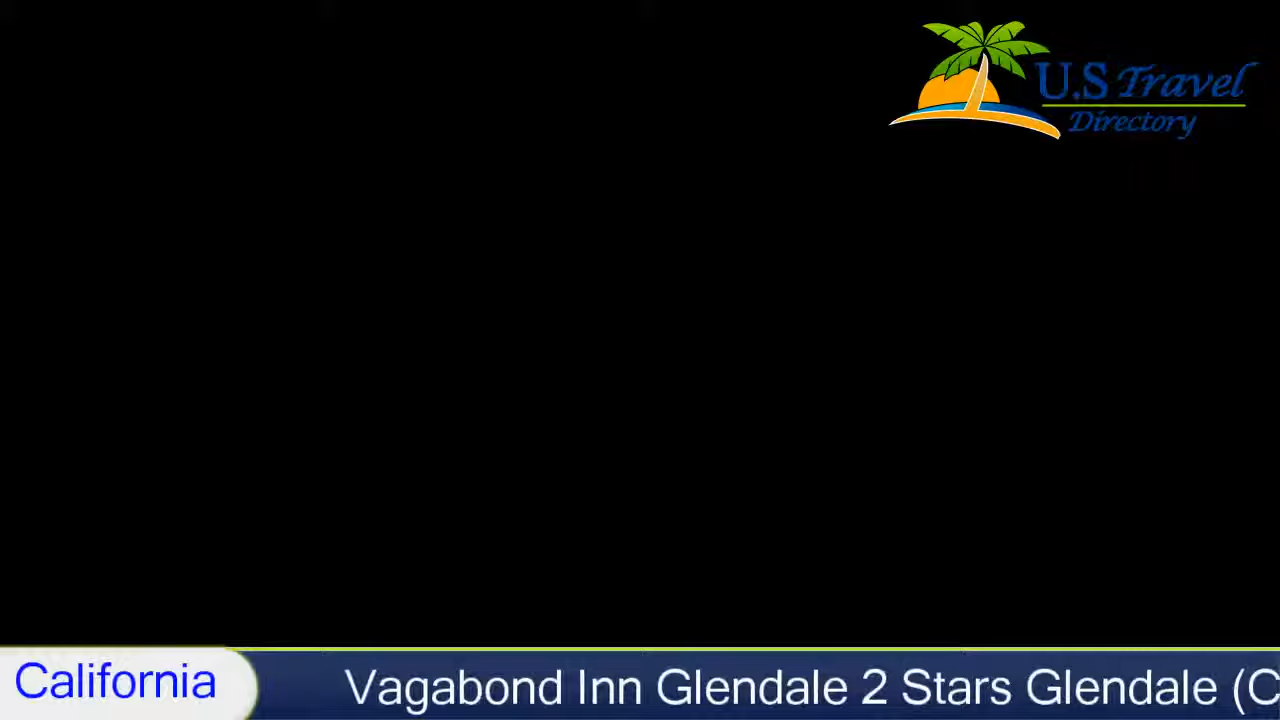 U.S Travel
Directory
California
Vagabond Inn Glendale 2 Stars Glendale (C